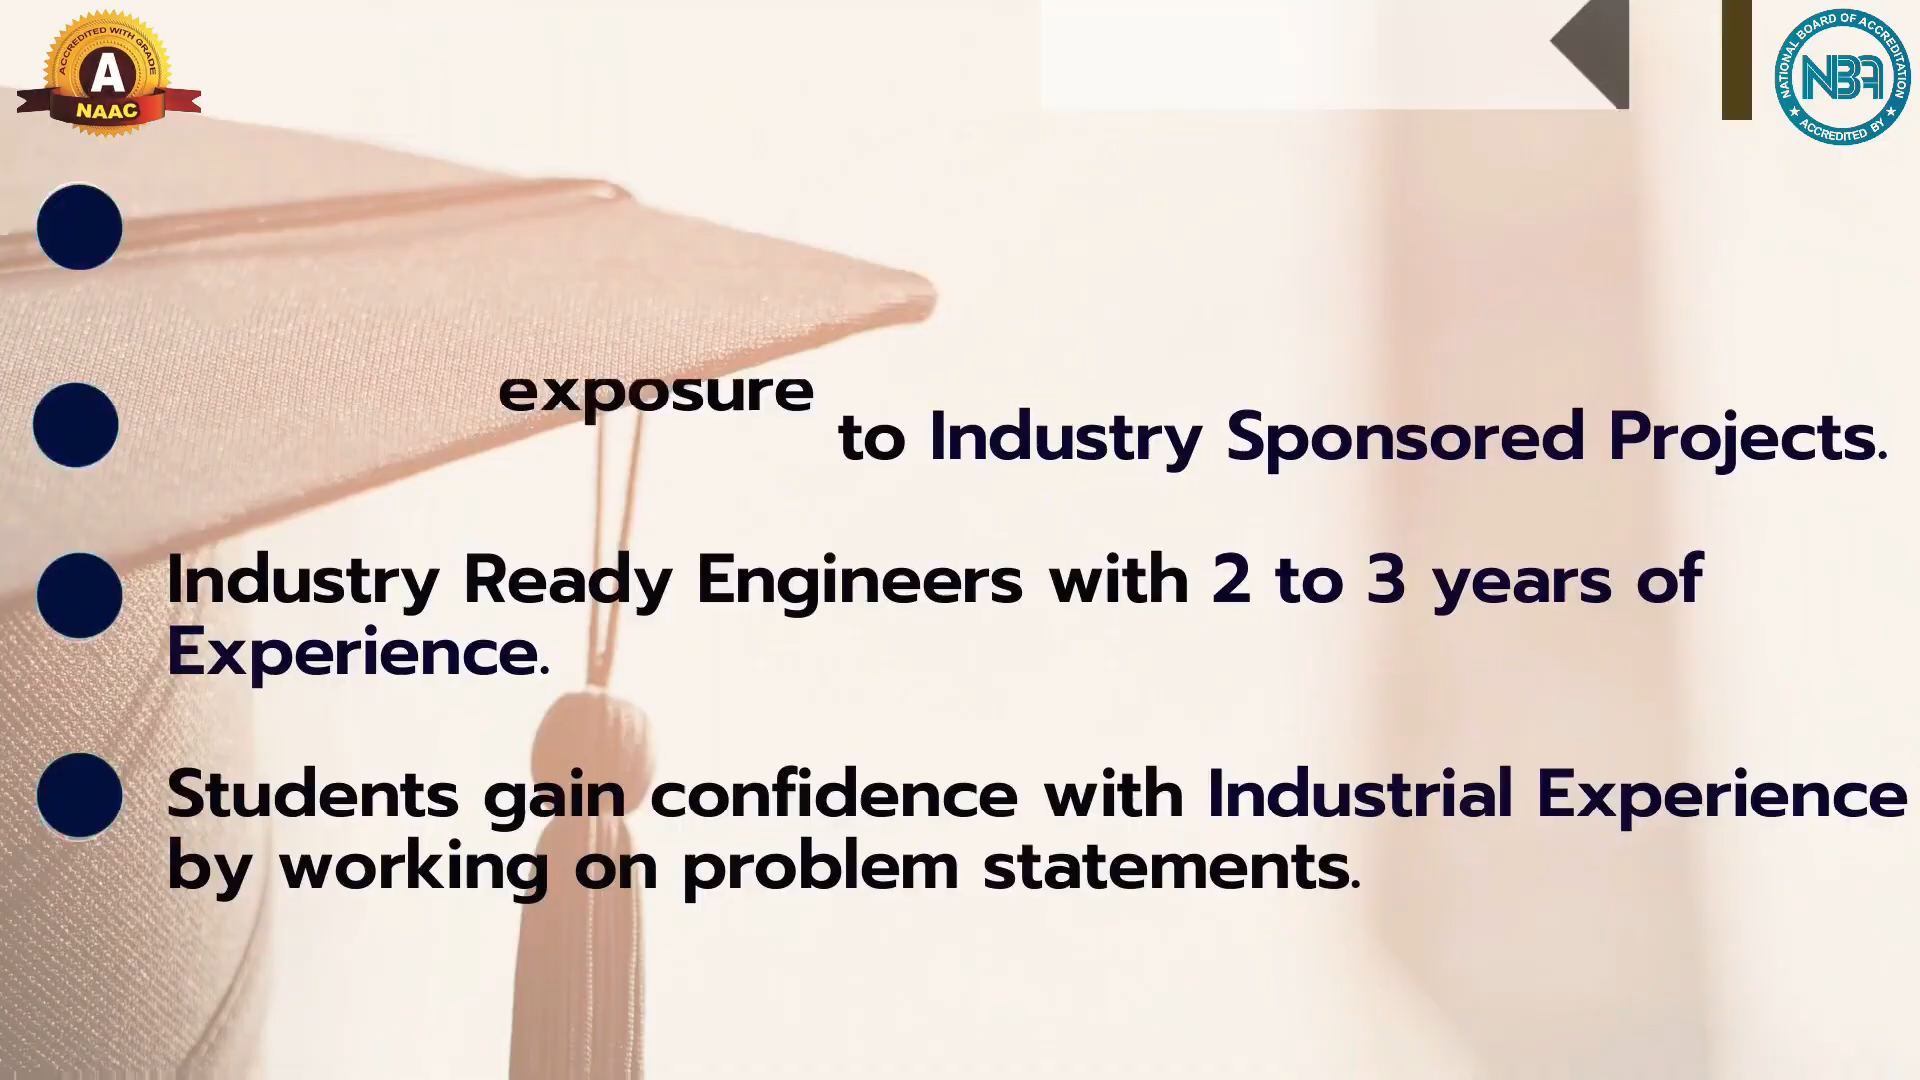 ACCREDITED WITH GRADE
A
NAAC
NATIONAL BOARD OF ACCREDITATION
NBA
★ ACCREDITED BY ★
exposure
to Industry Sponsored Projects.
Industry Ready Engineers with 2 to 3 years of
Experience.
Students gain confidence with Industrial Experience
by working on problem statements.